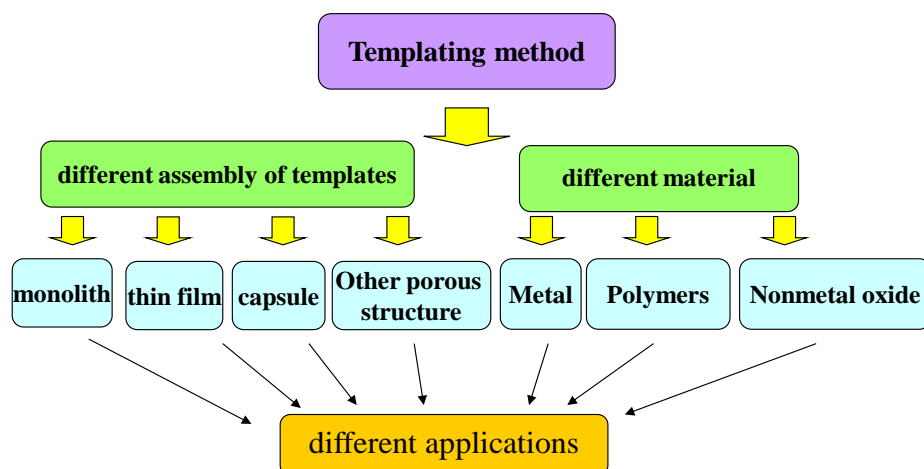 Templating method
different assembly of templates
different material
monolith
thin film
capsule
Other porous
structure
Metal
Polymers
Nonmetal oxide
different applications